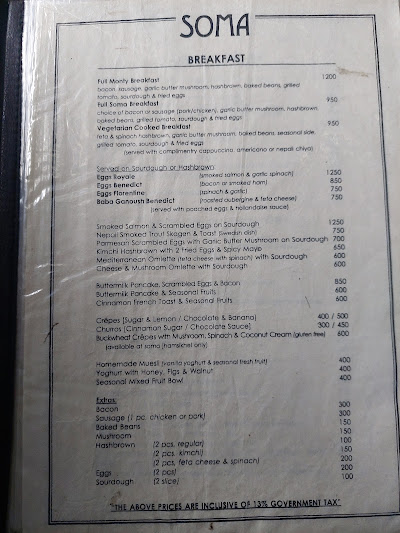 SOMA
BREAKFAST
Full Monty Breakfast 1200
bacon, sausage, garlic butter mushroom, hashbrown, baked beans, grilled
tomato, sourdough & fried eggs
Full Soma Breakfast 950
choice of bacon or sausage (pork/chicken), garlic butter mushroom, hashbrown,
baked beans, grilled tomato, sourdough & fried eggs
Vegetarian Cooked Breakfast 950
feta & spinach hashbrown, garlic butter mushroom, baked beans, seasonal side,
grilled tomato, sourdough & fried eggs
(served with complimenty cappuccino, americano or nepali chiya)
Served on Sourdough or Hashbrown:
Eggs Royale (smoked salmon & garlic spinach) 1250
Eggs Benedict (bacon or smoked ham) 850
Eggs Florentine (spinach & garlic) 750
Baba Ganoush Benedict (roasted aubergine & feta cheese) 750
(served with poached eggs & hollandaise sauce)
Smoked Salmon & Scrambled Eggs on Sourdough 1250
Nepali Smoked Trout Skagen & Toast (Swedish dish) 750
Parmesan Scrambled Eggs with Garlic Butter Mushroom on Sourdough 700
Kimchi Hashbrown with 2 Fried Eggs & Spicy Mayo 650
Mediterranean Omlette (feta cheese with spinach) with Sourdough 600
Cheese & Mushroom Omlette with Sourdough 600
Buttermilk Pancake, Scrambled Eggs & Bacon 850
Buttermilk Pancake & Seasonal Fruits 600
Cinnamon French Toast & Seasonal Fruits 600
Crêpes [Sugar & Lemon / Chocolate & Banana) 400 / 500
Churros [Cinnamon Sugar / Chocolate Sauce] 300 / 450
Buckwheat Crêpes with Mushroom, Spinach & Coconut Cream (gluten free) 600
(available at soma jhamsikhel only)
Homemade Muesli (vanilla yoghurt & seasonal fresh fruit) 400
Yoghurt with Honey, Figs & Walnut 400
Seasonal Mixed Fruit Bowl 400
Extras:
Bacon 300
Sausage (1 pc. chicken or pork) 300
Baked Beans 150
Mushroom 150
Hashbrown (2 pcs. regular) 100
(2 pcs. kimchi) 150
(2 pcs. feta cheese & spinach) 200
Eggs (2 pcs) 200
Sourdough (2 slice) 100
"THE ABOVE PRICES ARE INCLUSIVE OF 13% GOVERNMENT TAX"